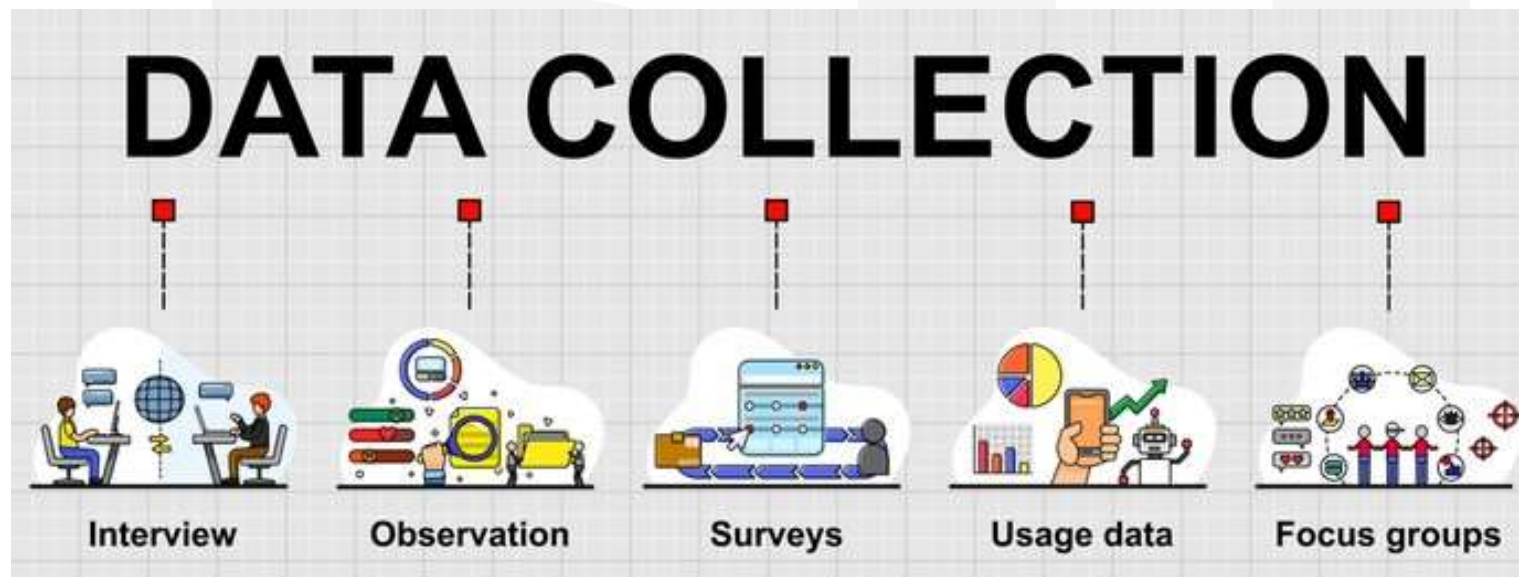 DATA COLLECTION
Interview
Observation
Surveys
Usage data
Focus groups